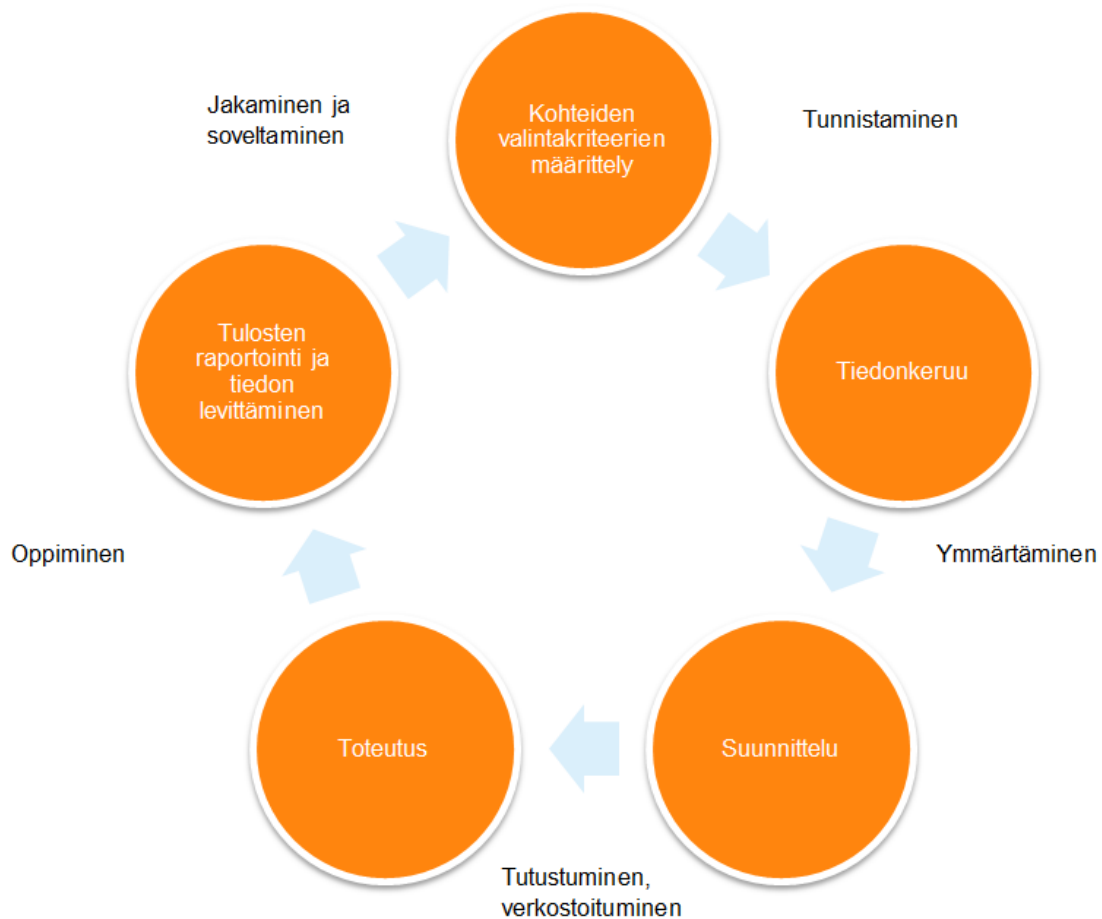 Kohteiden
valintakriteerien
määrittely
Tunnistaminen
Tiedonkeruu
Ymmärtäminen
Suunnittelu
Tutustuminen,
verkostoituminen
Toteutus
Oppiminen
Tulosten
raportointi ja
tiedon
levittäminen
Jakaminen ja
soveltaminen